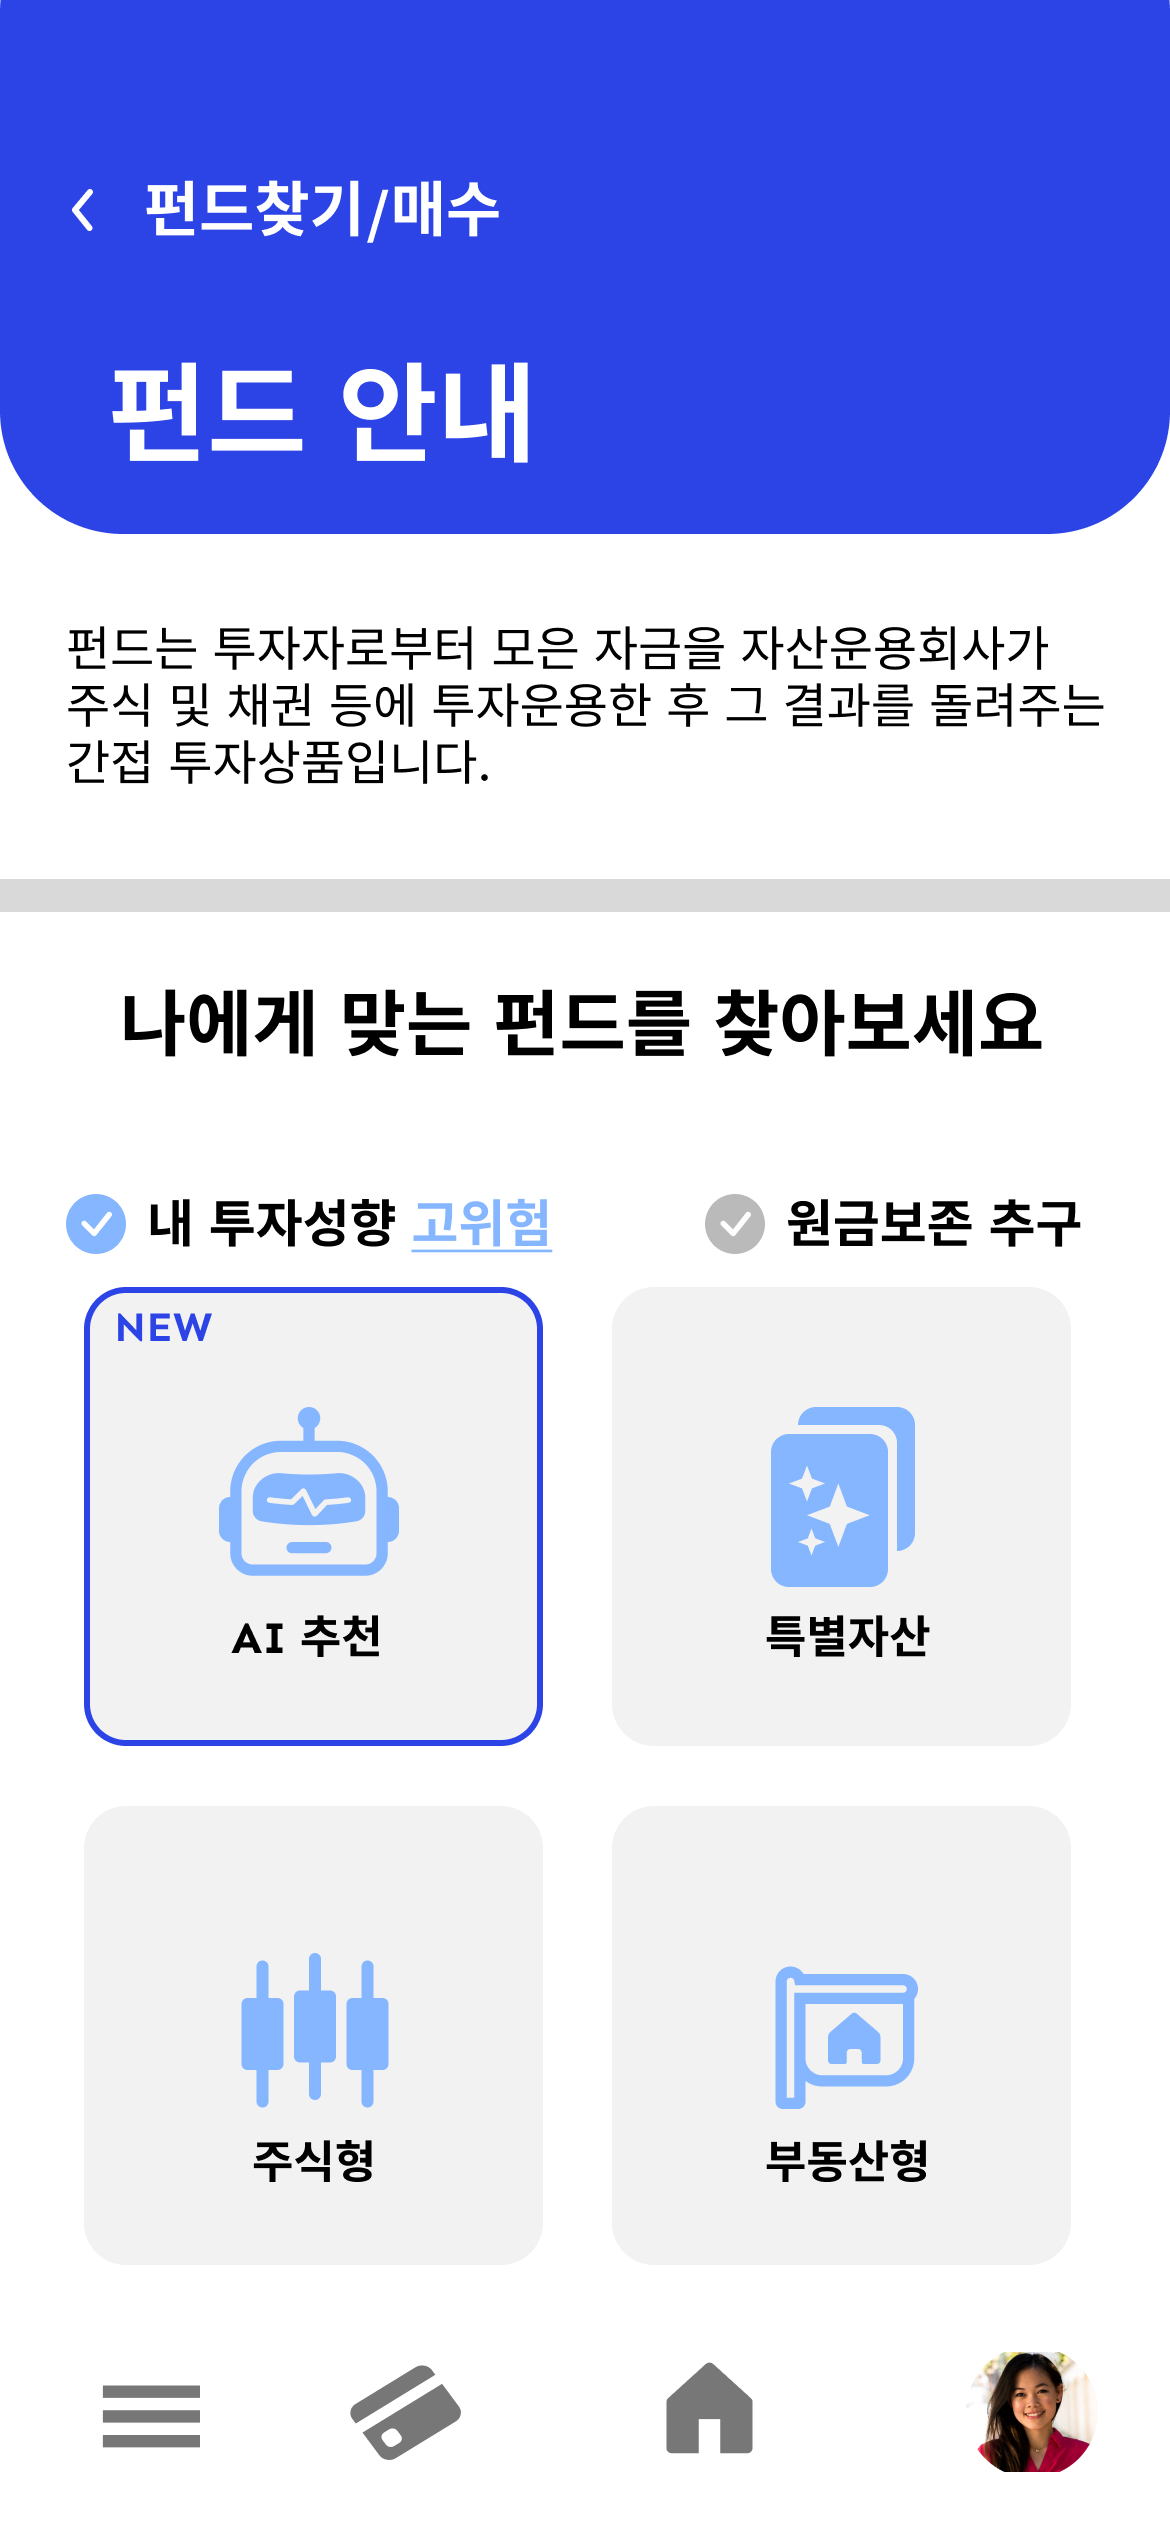 펀드찾기/매수
펀드 안내
펀드는 투자자로부터 모은 자금을 자산운용회사가
주식 및 채권 등에 투자운용한 후 그 결과를 돌려주는
간접 투자상품입니다.
나에게 맞는 펀드를 찾아보세요
내 투자성향 고위험
원금보존 추구
NEW
AI 추천
특별자산
주식형
부동산형